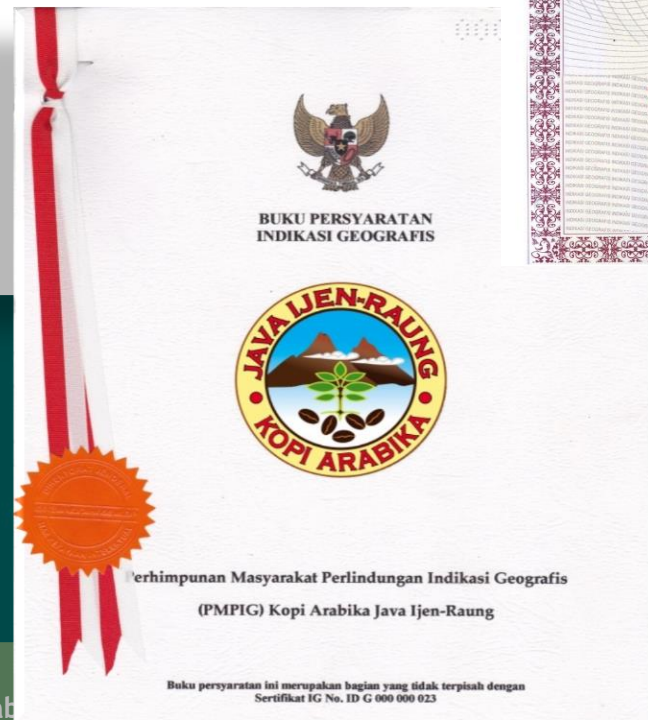 BUKU PERSYARATAN
INDIKASI GEOGRAFIS
JAVA IJEN-RAUNG
KOPI ARABIKA
Perhimpunan Masyarakat Perlindungan Indikasi Geografis
(PMPIG) Kopi Arabika Java Ijen-Raung
Buku persyaratan ini merupakan bagian yang tidak terpisah dengan
Sertifikat IG No. ID G 000 000 023